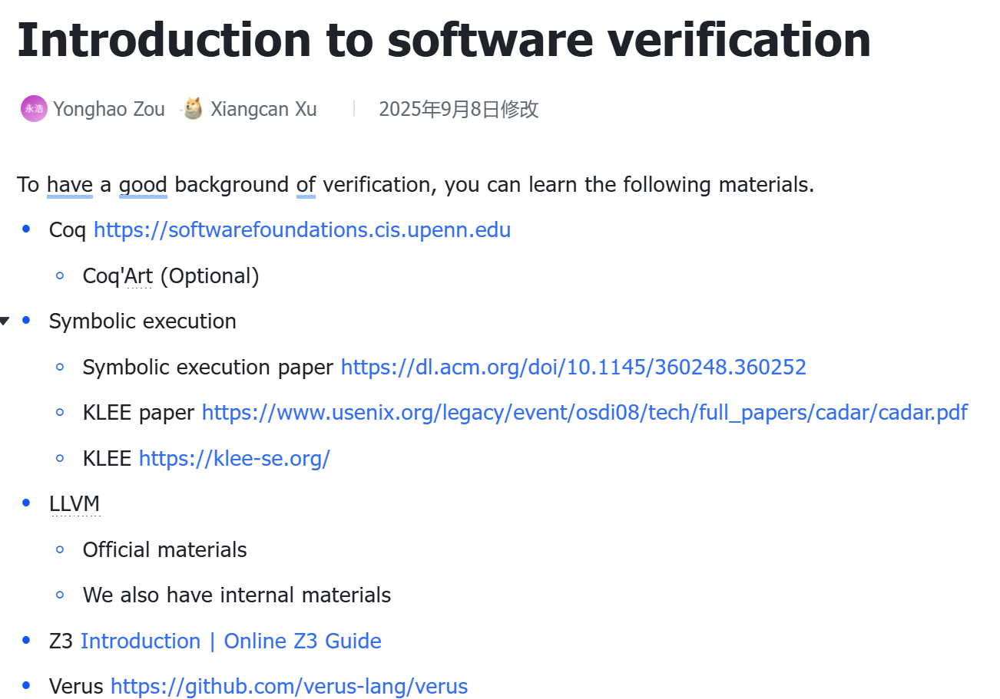 Introduction to software verification
永浩 Yonghao Zou Xiangcan Xu 2025年9月8日修改
To have a good background of verification, you can learn the following materials.
Coq https://softwarefoundations.cis.upenn.edu
Coq'Art (Optional)
Symbolic execution
Symbolic execution paper https://dl.acm.org/doi/10.1145/360248.360252
KLEE paper https://www.usenix.org/legacy/event/osdi08/tech/full_papers/cadar/cadar.pdf
KLEE https://klee-se.org/
LLVM
Official materials
We also have internal materials
Z3 Introduction | Online Z3 Guide
Verus https://github.com/verus-lang/verus